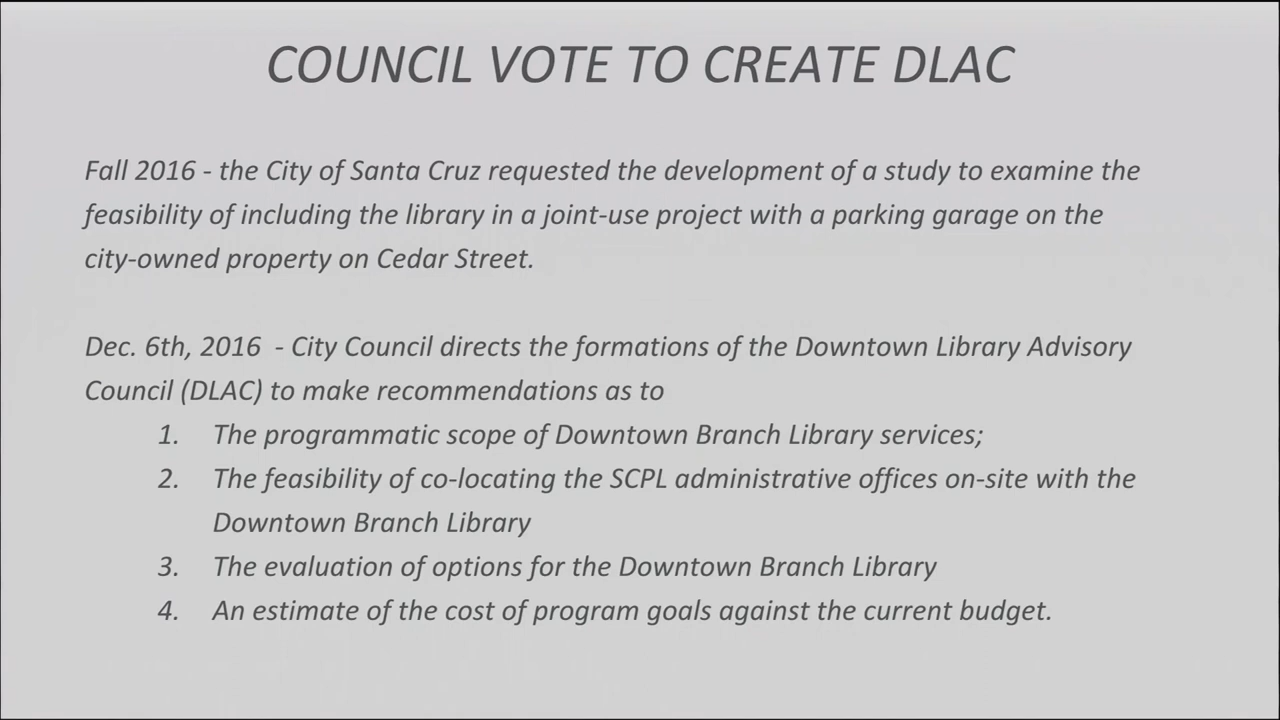 COUNCIL VOTE TO CREATE DLAC
Fall 2016 - the City of Santa Cruz requested the development of a study to examine the
feasibility of including the library in a joint-use project with a parking garage on the
city-owned property on Cedar Street.
Dec. 6th, 2016 - City Council directs the formations of the Downtown Library Advisory
Council (DLAC) to make recommendations as to
1. The programmatic scope of Downtown Branch Library services;
2. The feasibility of co-locating the SCPL administrative offices on-site with the
Downtown Branch Library
3. The evaluation of options for the Downtown Branch Library
4. An estimate of the cost of program goals against the current budget.